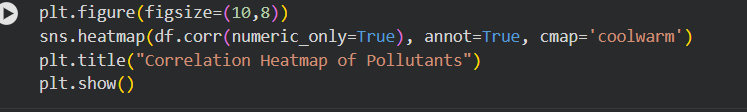 plt.figure(figsize=(10,8))
sns.heatmap(df.corr(numeric_only=True), annot=True, cmap='coolwarm')
plt.title("Correlation Heatmap of Pollutants")
plt.show()